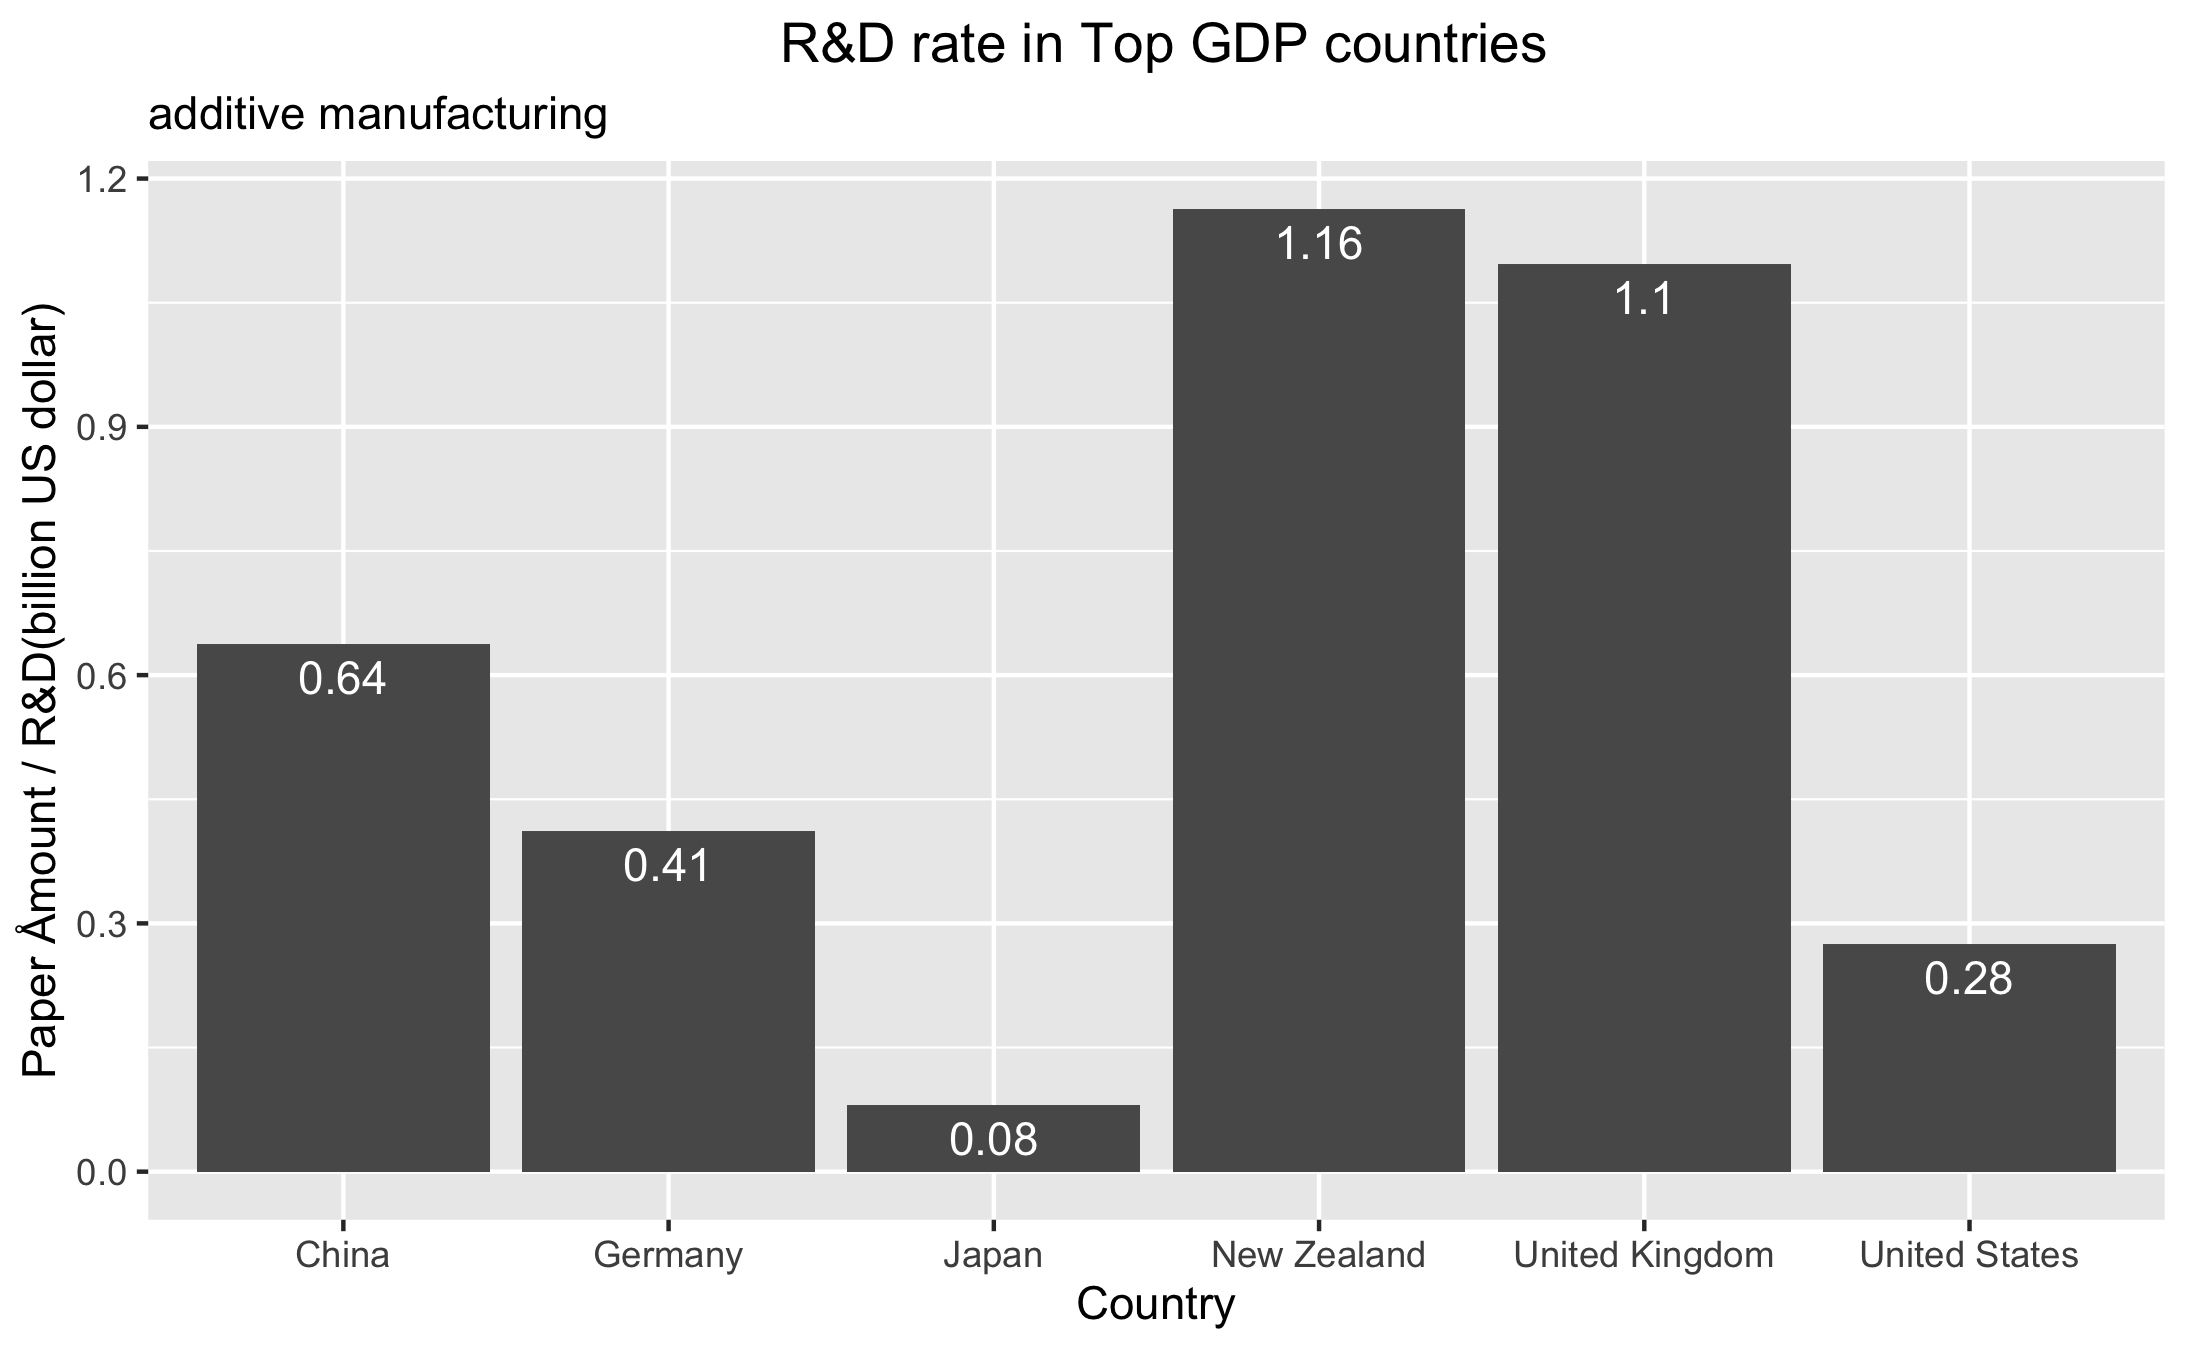 R&D rate in Top GDP countries
additive manufacturing
Paper Åmount / R&D(billion US dollar)
1.2
0.9
0.6
0.3
0.0
0.64
0.41
0.08
1.16
1.1
0.28
China
Germany
Japan
New Zealand
United Kingdom
United States
Country